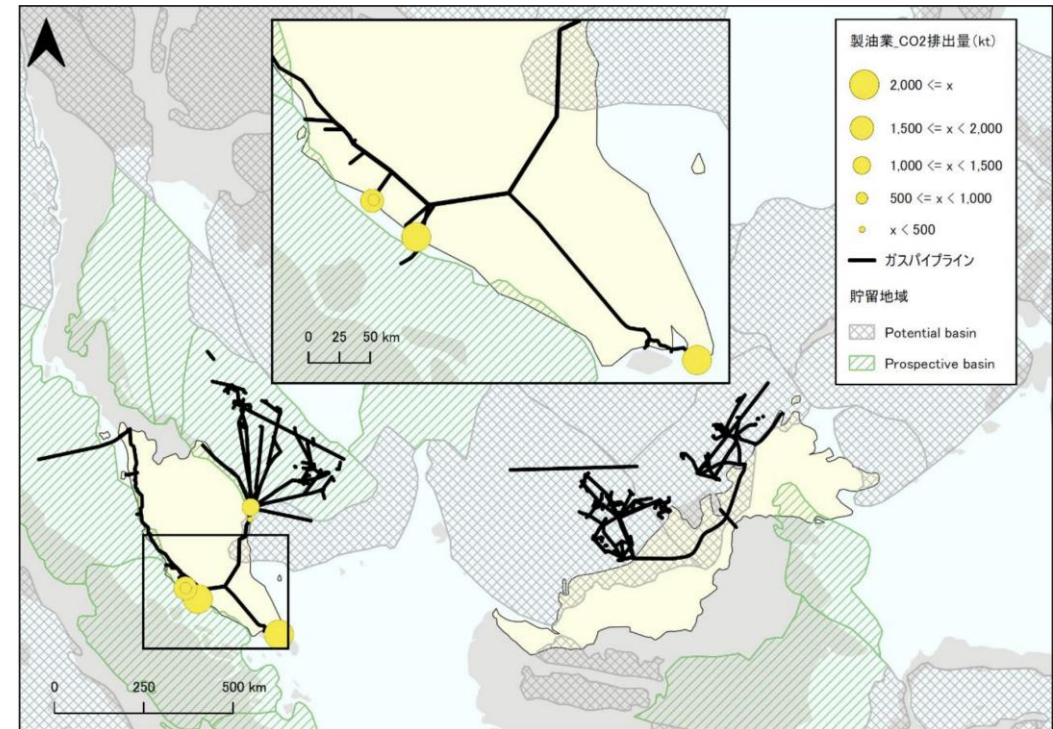 製油業_CO2排出量(kt)
2,000 <= x
1,500 <= x < 2,000
1,000 <= x < 1,500
500 <= x < 1,000
x < 500
ガスパイプライン
貯留地域
Potential basin
Prospective basin
0 25 50 km
0 250 500 km